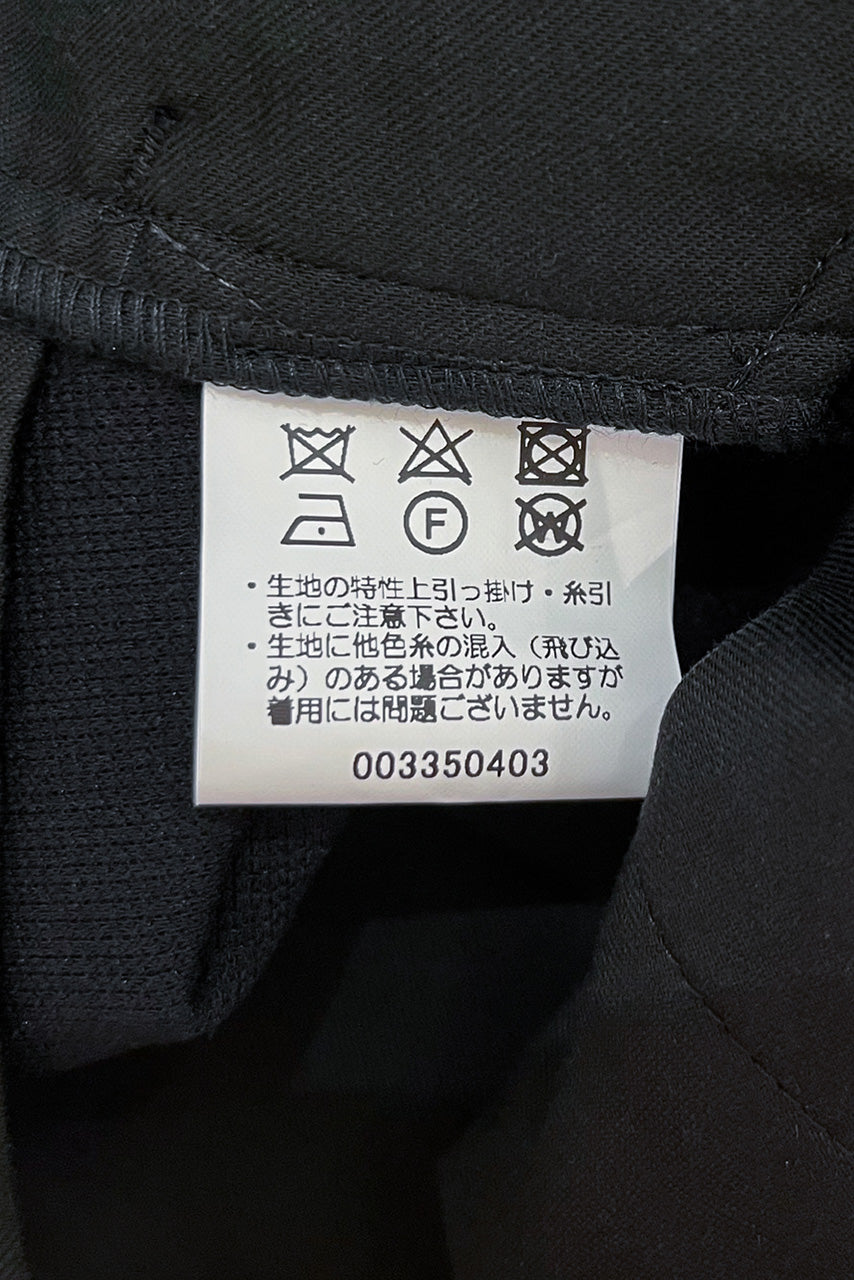 F
W
・生地の特性上引っ掛け・糸引
きにご注意下さい。
・生地に他色糸の混入（飛び込
み）のある場合がありますが
着用には問題ございません。
003350403